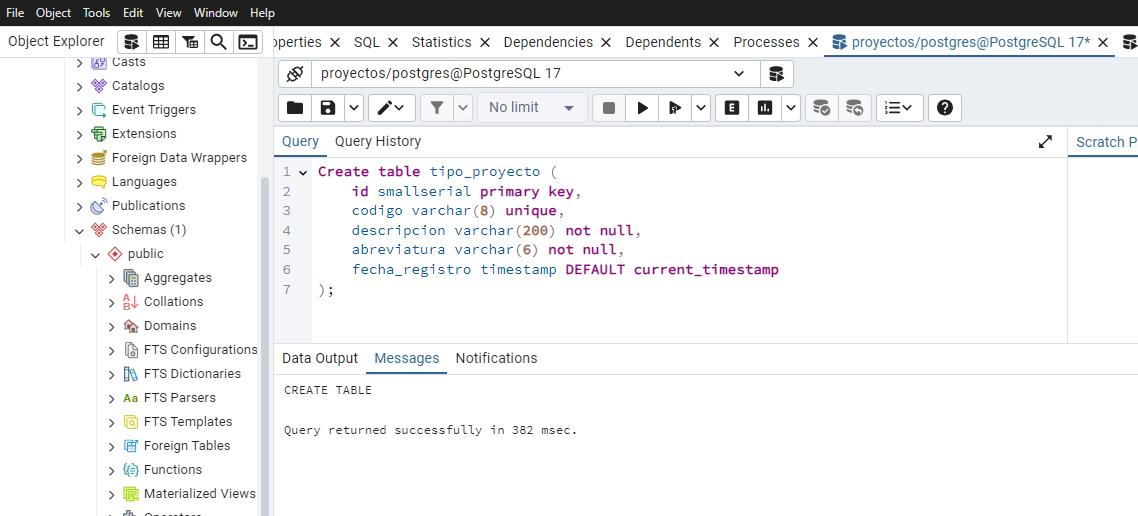 File Object Tools Edit View Window Help
Object Explorer
operties SQL Statistics Dependencies Dependents Processes proyectos/postgres@PostgreSQL 17*
proyectos/postgres@PostgreSQL 17
No limit
E
Query Query History
Scratch P
1 Create table tipo_proyecto (
2 id smallserial primary key,
3 codigo varchar(8) unique,
4 descripcion varchar(200) not null,
5 abreviatura varchar(6) not null,
6 fecha_registro timestamp DEFAULT current_timestamp
7 );
Data Output Messages Notifications
CREATE TABLE
Query returned successfully in 382 msec.
Casts
Catalogs
Event Triggers
Extensions
Foreign Data Wrappers
Languages
Publications
Schemas (1)
public
Aggregates
Collations
Domains
FTS Configurations
FTS Dictionaries
Aa FTS Parsers
FTS Templates
Foreign Tables
Functions
Materialized Views
Operators